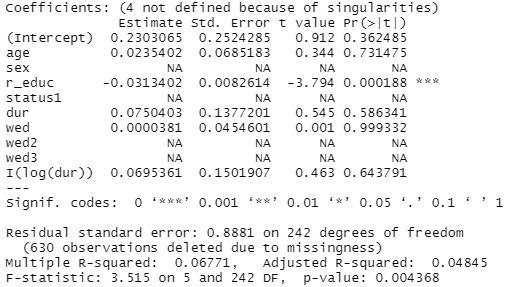 Coefficients: (4 not defined because of singularities)
Estimate Std. Error t value Pr(>|t|)
(Intercept) 0.2303065 0.2524285 0.912 0.362485
age 0.0235402 0.0685183 0.344 0.731475
sex NA NA NA NA
r_educ -0.0313402 0.0082614 -3.794 0.000188 ***
status1 NA NA NA NA
dur 0.0750403 0.1377201 0.545 0.586341
wed 0.0000381 0.0454601 0.001 0.999332
wed2 NA NA NA NA
wed3 NA NA NA NA
I(log(dur)) 0.0695361 0.1501907 0.463 0.643791
---
Signif. codes: 0 ‘***’ 0.001 ‘**’ 0.01 ‘*’ 0.05 ‘.’ 0.1 ‘ ’ 1
Residual standard error: 0.8881 on 242 degrees of freedom
(630 observations deleted due to missingness)
Multiple R-squared: 0.06771, Adjusted R-squared: 0.04845
F-statistic: 3.515 on 5 and 242 DF, p-value: 0.004368